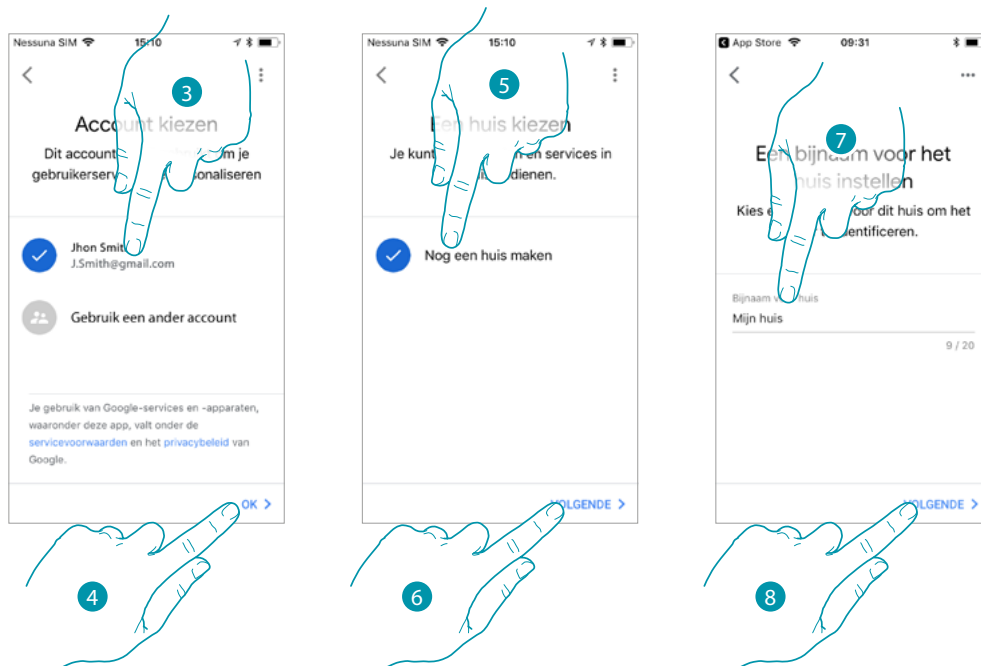 Nessuna SIM 15:10
3
Account kiezen
Dit account m je
gebruikerserv sonaliseren
Jhon Smit
J.Smith@gmail.com
Gebruik een ander account
Je gebruik van Google-services en -apparaten,
waaronder deze app, valt onder de
servicevoorwaarden en het privacybeleid van
Google.
OK >
4
Nessuna SIM 15:10
5
Een huis kiezen
Je kunt en services in
dienen.
Nog een huis maken
VOLGENDE >
6
App Store 09:31
7
Een bijnaam voor het
huis instellen
Kies e voor dit huis om het
entificeren.
Bijnaam v huis
Mijn huis
9 / 20
VOLGENDE >
8